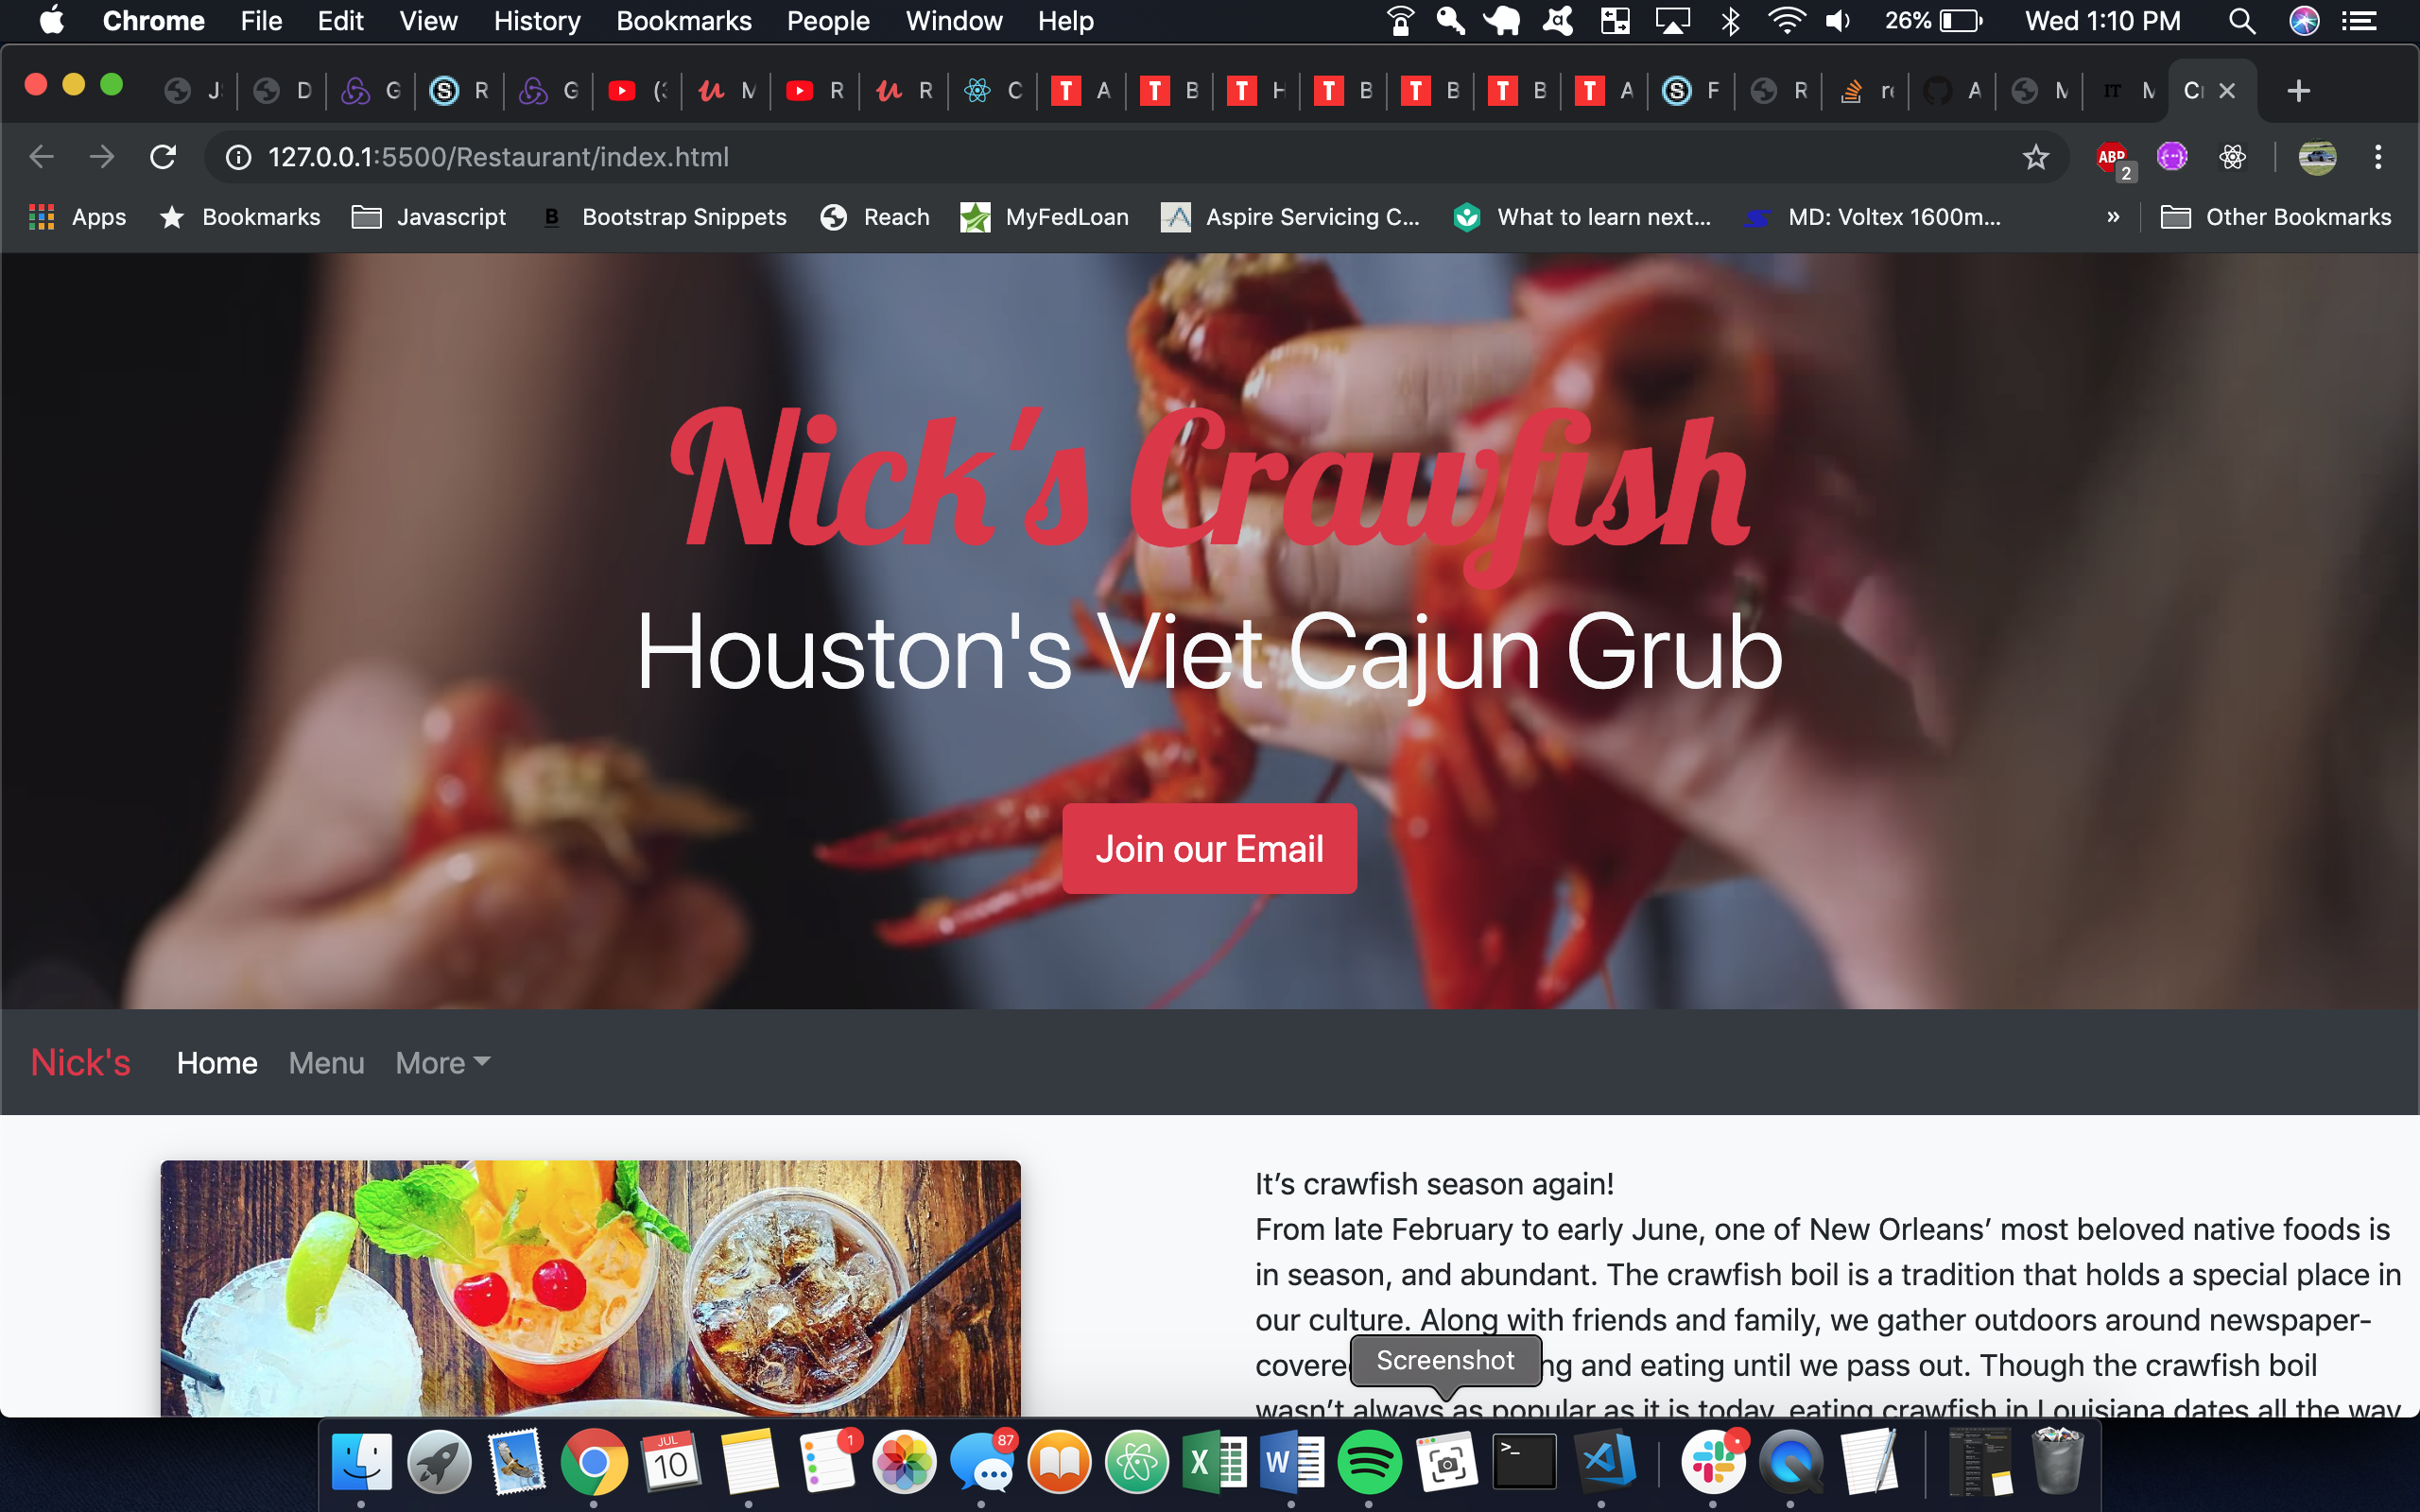 Chrome File Edit View History Bookmarks People Window Help 26% Wed 1:10 PM
J D G S R G M R R C T A T B T H T B T B T B T A S F R A M IT M
127.0.0.1:5500/Restaurant/index.html ABP 2
Apps Bookmarks Javascript B Bootstrap Snippets Reach MyFedLoan Aspire Servicing C... What to learn next... MD: Voltex 1600m... » Other Bookmarks
Nick's Crawfish
Houston's Viet Cajun Grub
Join our Email
Nick's Home Menu More
It’s crawfish season again!
From late February to early June, one of New Orleans’ most beloved native foods is
in season, and abundant. The crawfish boil is a tradition that holds a special place in
our culture. Along with friends and family, we gather outdoors around newspaper-
and eating until we pass out. Though the crawfish boil
Screenshot
wasn’t always as popular as it is today, eating crawfish in Louisiana dates all the way
JUL
10
1
87
X
W
>_